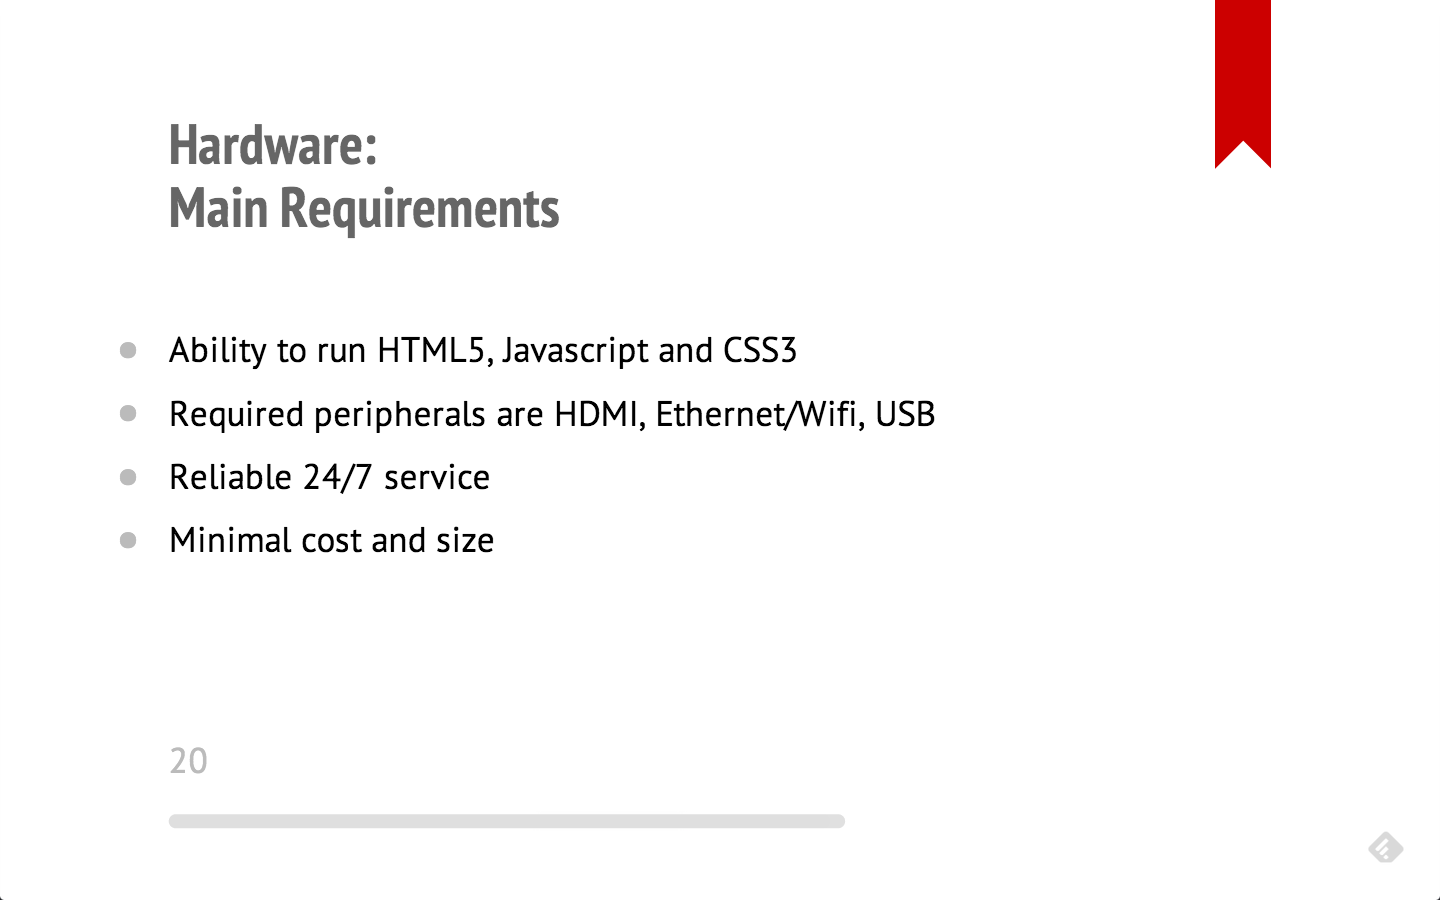 Hardware:
Main Requirements
Ability to run HTML5, Javascript and CSS3
Required peripherals are HDMI, Ethernet/Wifi, USB
Reliable 24/7 service
Minimal cost and size
20